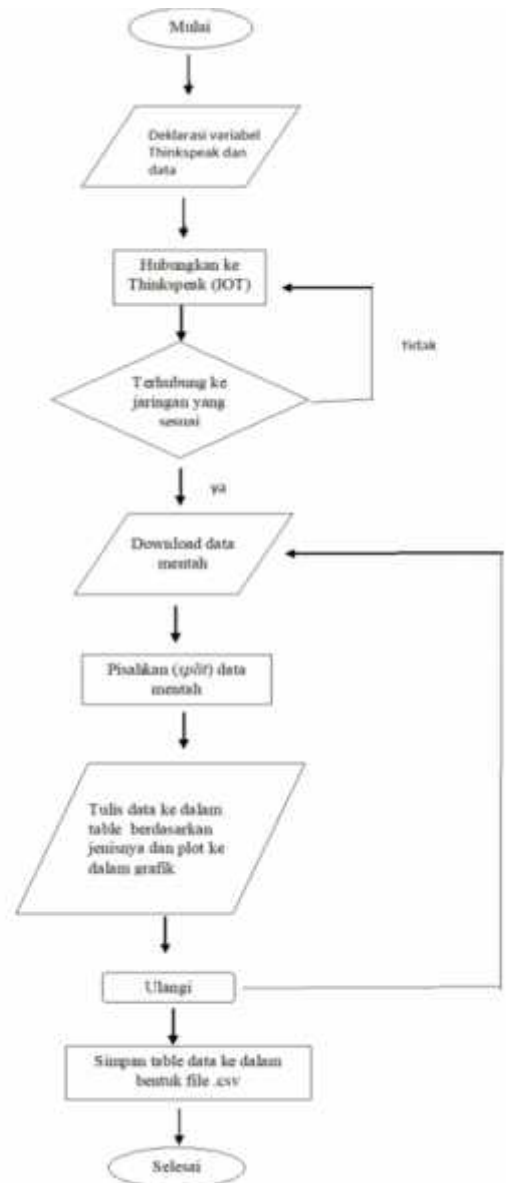 Mulai
Deklarasi variabel
Thinkspeak dan
data
Hubungkan ke
Thinkspeak (IOT)
Tidak
Terhubung ke
jaringan yang
sesuai
ya
Download data
mentah
Pisahkan (split) data
mentah
Tulis data ke dalam
table berdasarkan
jenisnya dan plot ke
dalam grafik
Ulangi
Simpan table data ke dalam
bentuk file .csv
Selesai